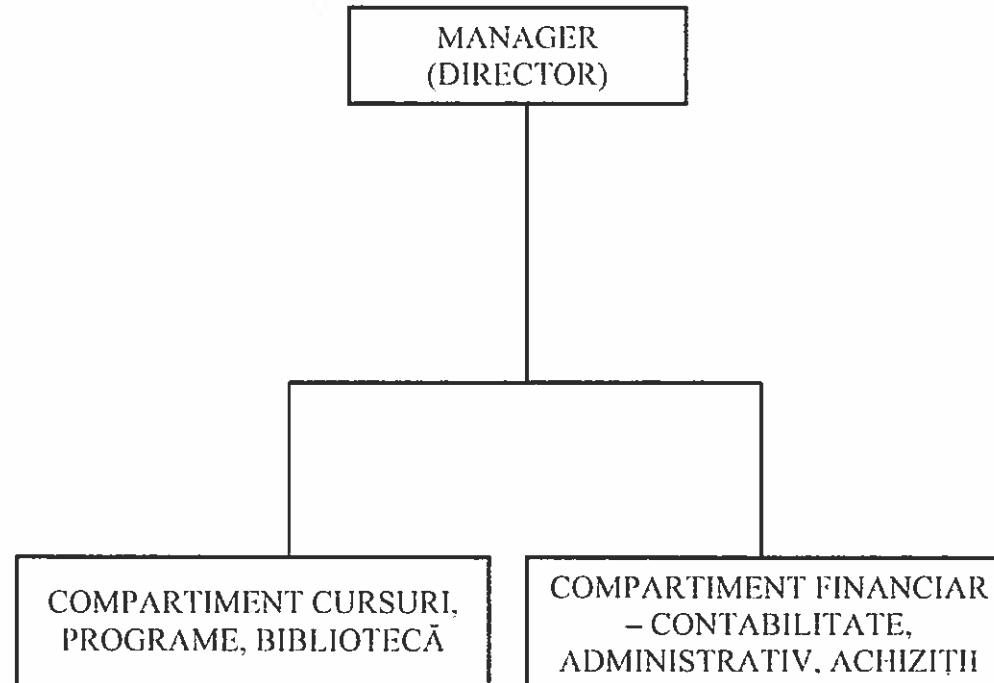 MANAGER
(DIRECTOR)
COMPARTIMENT CURSURI,
PROGRAME, BIBLIOTECĂ
COMPARTIMENT FINANCIAR
– CONTABILITATE,
ADMINISTRATIV, ACHIZIȚII